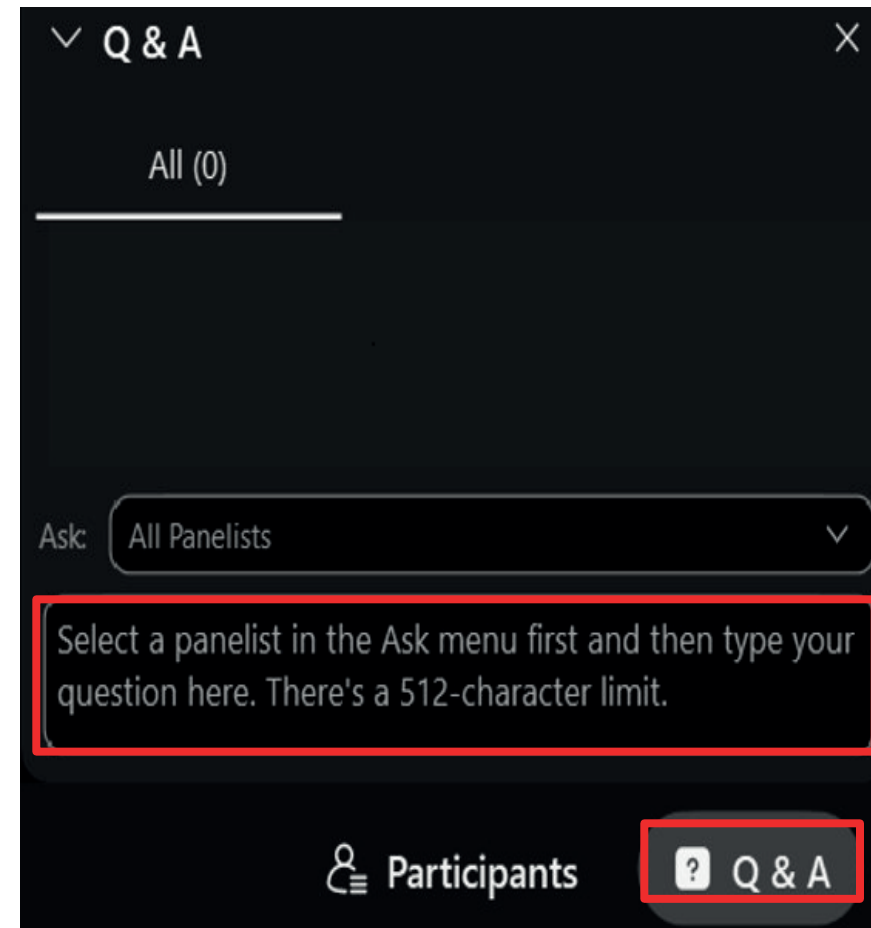 Q & A
All (0)
Ask: All Panelists
Select a panelist in the Ask menu first and then type your
question here. There's a 512-character limit.
Participants
? Q & A